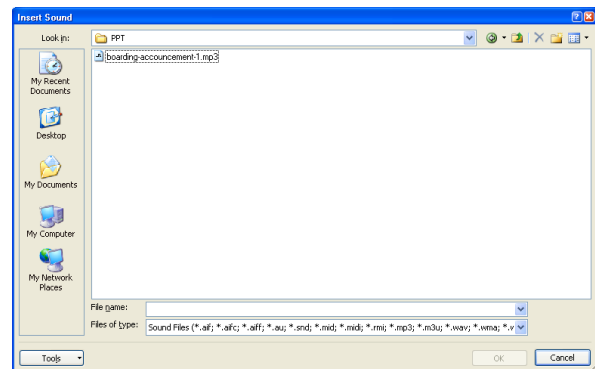 Insert Sound
Look in:
PPT
boarding-accouncement-1.mp3
My Recent
Documents
Desktop
My Documents
My Computer
My Network
Places
File name:
Files of type:
Sound Files (*.aif; *.aifc; *.aiff; *.au; *.snd; *.mid; *.midi; *.rmi; *.mp3; *.m3u; *.wav; *.wma; *.v
Tools
OK
Cancel